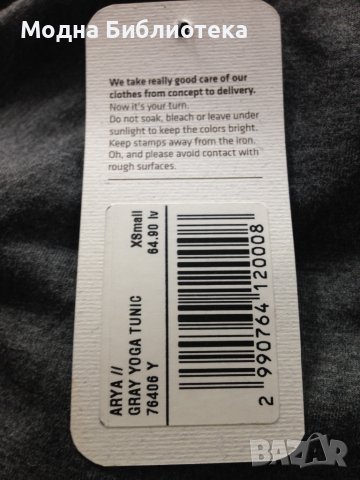 Модна Библиотека
We take really good care of our
clothes from concept to delivery.
Now it's your turn.
Do not soak, bleach or leave under
sunlight to keep the colors bright.
Keep stamps away from the iron.
Oh, and please avoid contact with
rough surfaces.
ARYA //
GRAY YOGA TUNIC
76406 Y
XSmall
64.90 lv
2 990764 120008
BAZAR